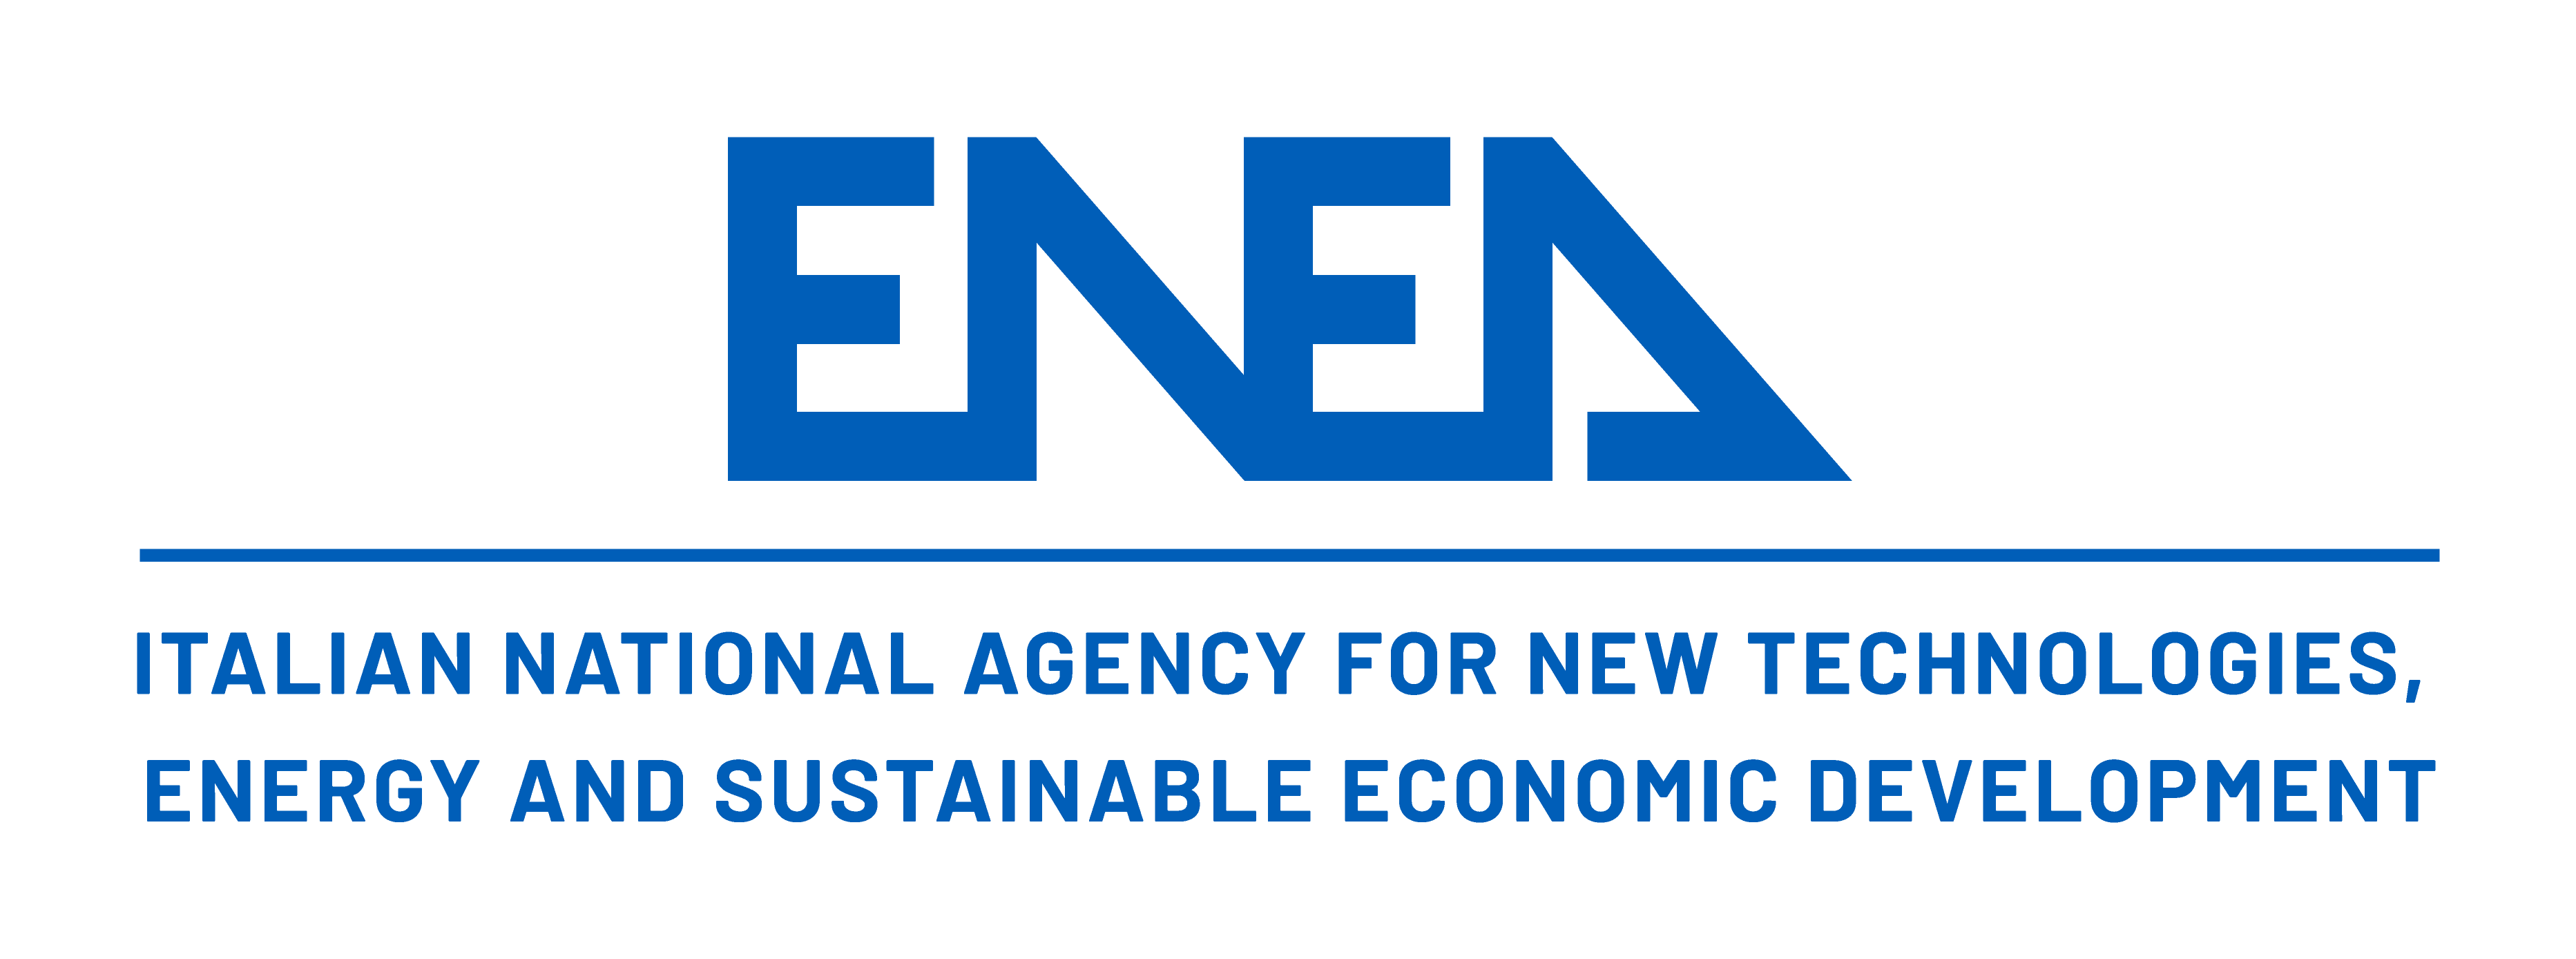 ENEA
ITALIAN NATIONAL AGENCY FOR NEW TECHNOLOGIES,
ENERGY AND SUSTAINABLE ECONOMIC DEVELOPMENT